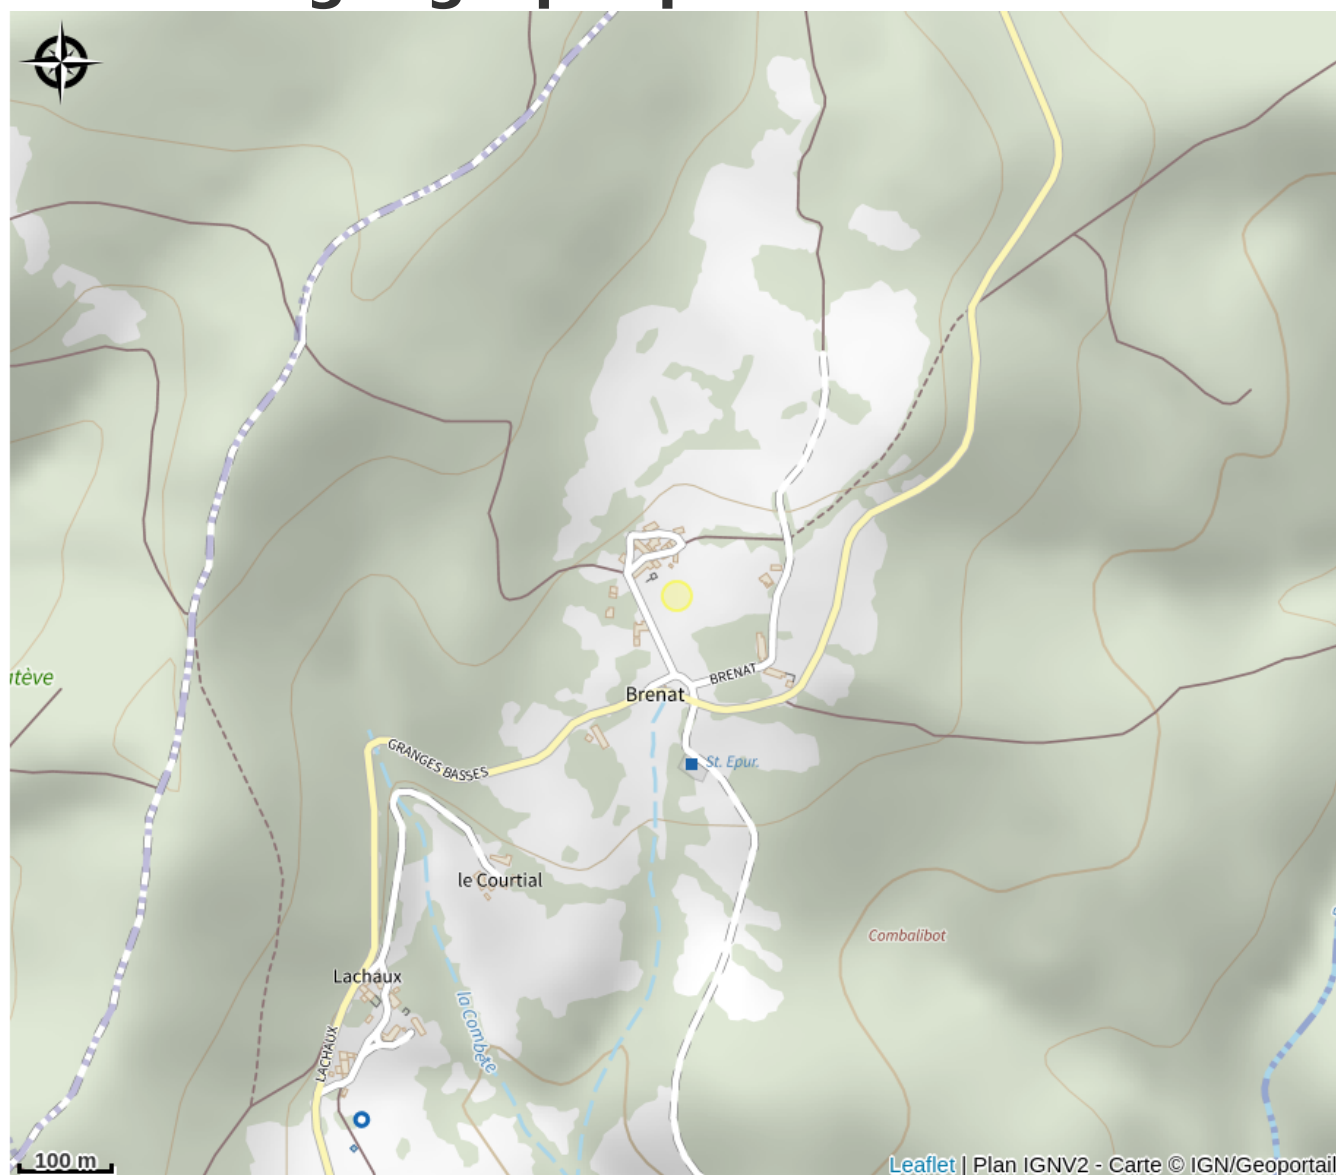 utève
BRENAT
Brenat
GRANGES BASSES
St. Epur.
le Courtial
Combalibot
Lachaux
la Combete
LACHAUX
100 m
Leaflet | Plan IGNV2 - Carte © IGN/Geoportail